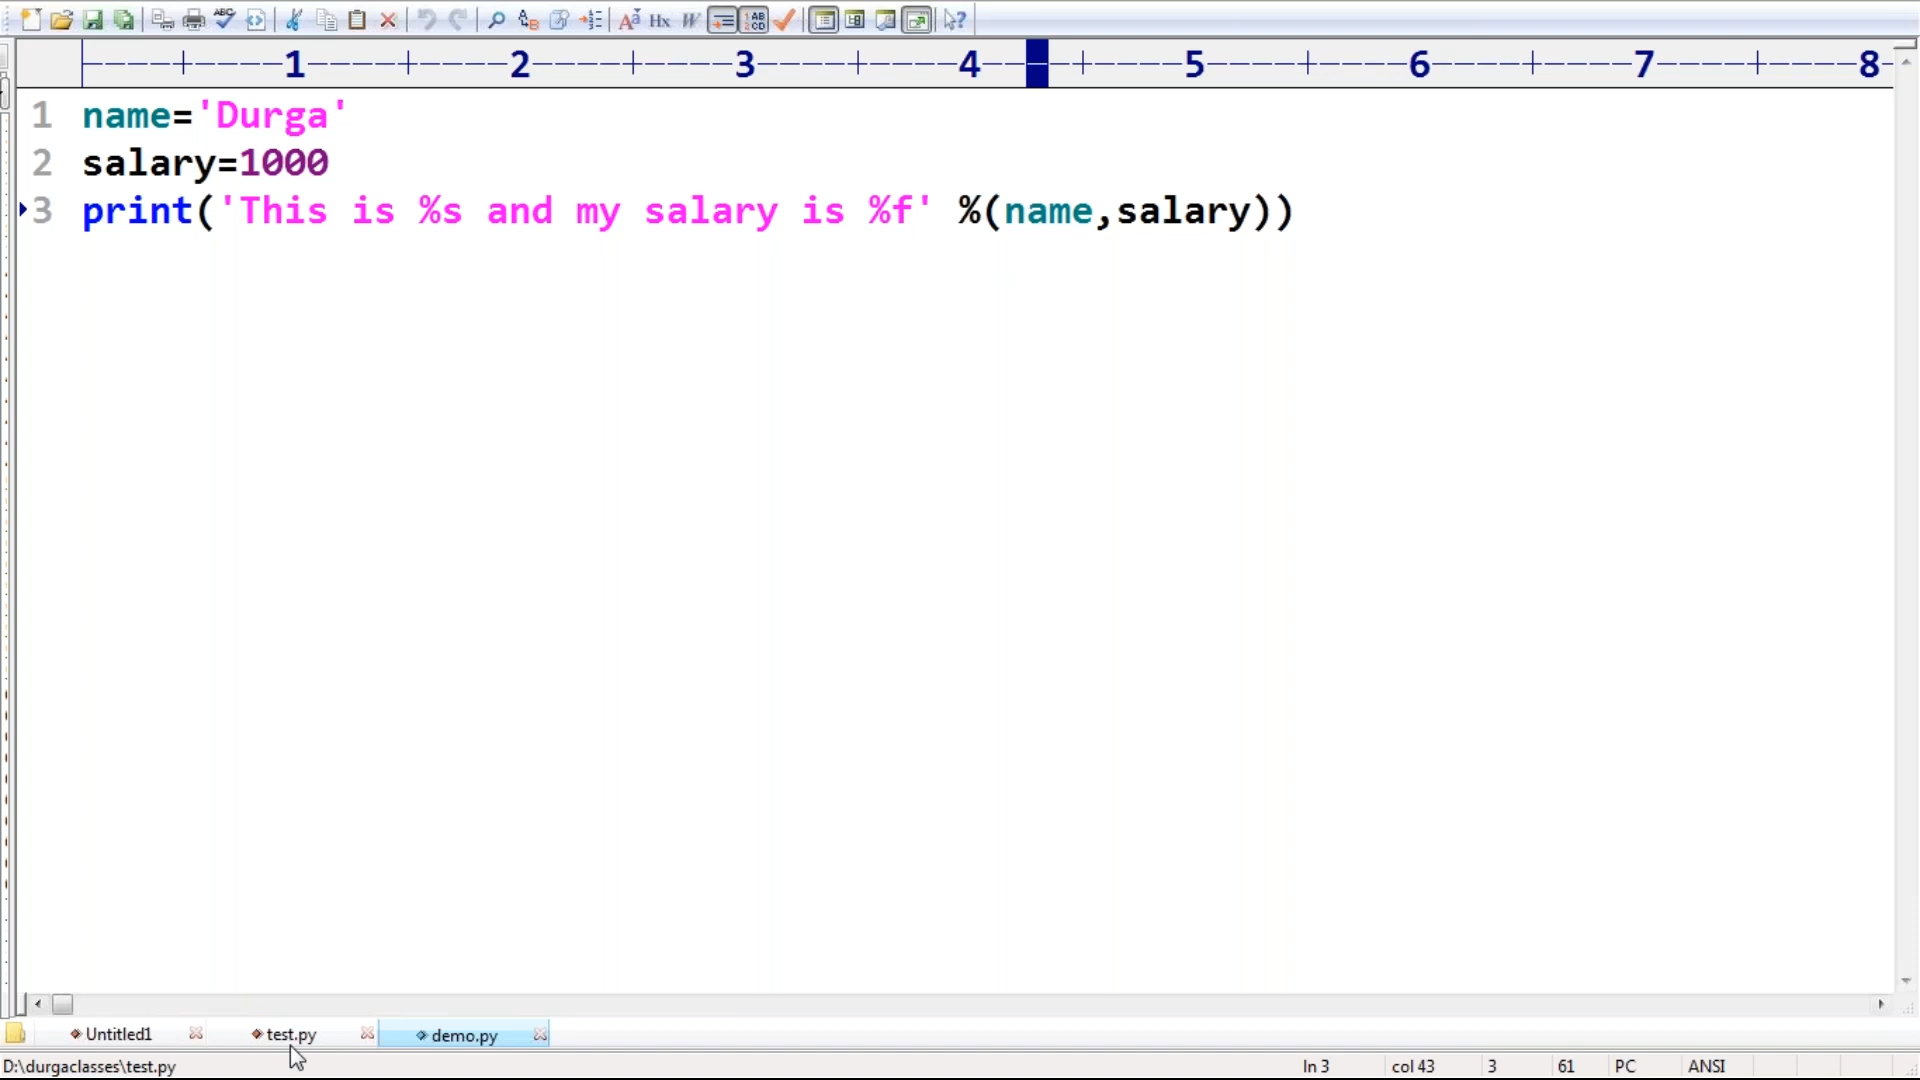 1 2 3 4 5 6 7 8
1 name='Durga'
2 salary=1000
3 print('This is %s and my salary is %f' %(name,salary))
Untitled1 test.py demo.py
D:\durgaclasses\test.py ln 3 col 43 3 61 PC ANSI